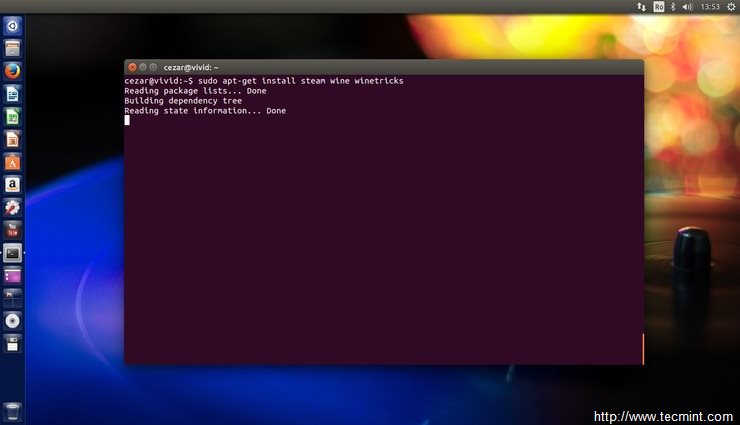 Ro
13:53
cezar@vivid: ~
cezar@vivid:~$ sudo apt-get install steam wine winetricks
Reading package lists... Done
Building dependency tree
Reading state information... Done
http://www.tecmint.com